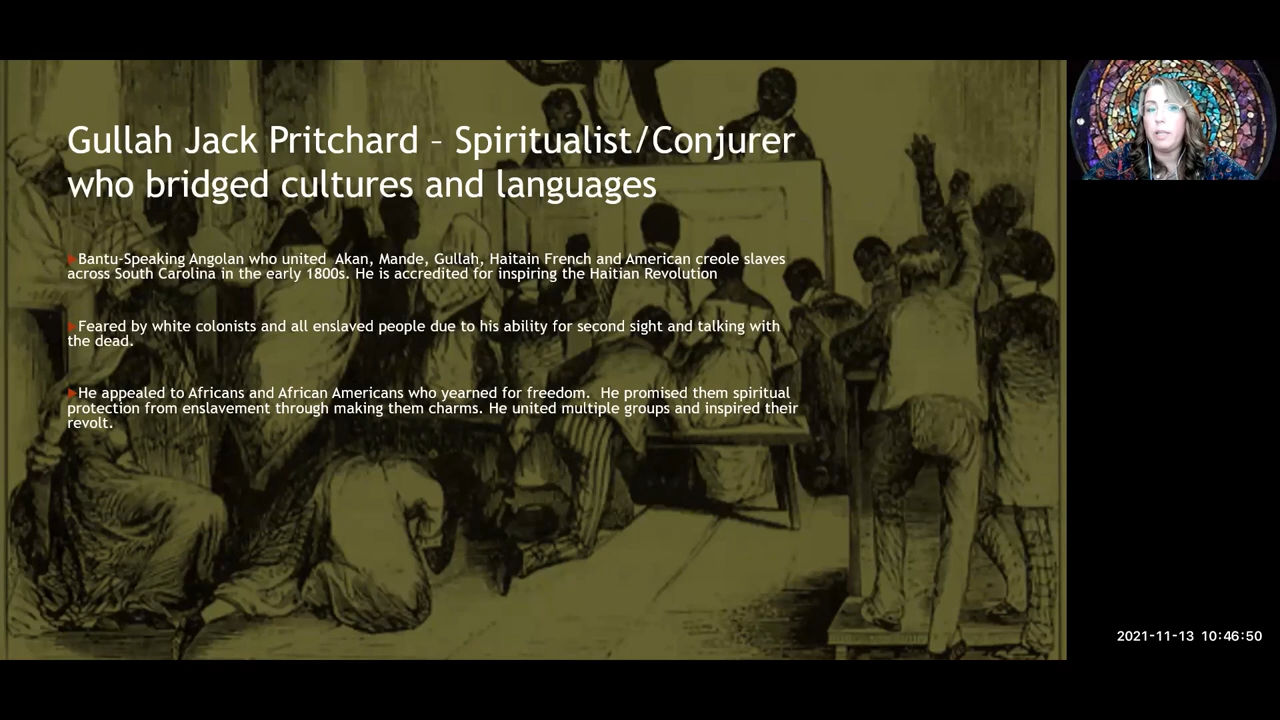 Gullah Jack Pritchard – Spiritualist/Conjurer
who bridged cultures and languages
Bantu-Speaking Angolan who united Akan, Mande, Gullah, Haitain French and American creole slaves
across South Carolina in the early 1800s. He is accredited for inspiring the Haitian Revolution
Feared by white colonists and all enslaved people due to his ability for second sight and talking with
the dead.
He appealed to Africans and African Americans who yearned for freedom. He promised them spiritual
protection from enslavement through making them charms. He united multiple groups and inspired their
revolt.
2021-11-13 10:46:50